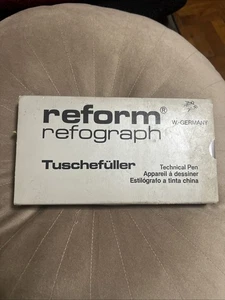 reform®
W.-GERMANY
refograph
Tuschefüller
Technical Pen
Appareil à dessiner
Estilógrafo a tinta china